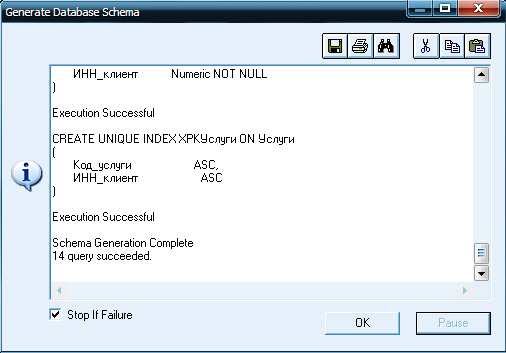 Generate Database Schema
ИНН_клиент Numeric NOT NULL
)
Execution Successful
CREATE UNIQUE INDEX XPKУслуги ON Услуги
(
Код_услуги ASC,
ИНН_клиент ASC
)
Execution Successful
Schema Generation Complete
14 query succeeded.
Stop If Failure
OK
Pause